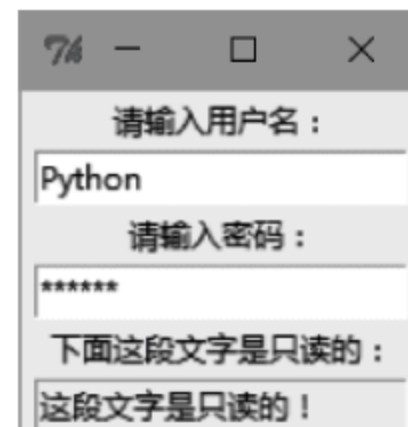 请输入用户名：
Python
请输入密码：
******
下面这段文字是只读的：
这段文字是只读的！